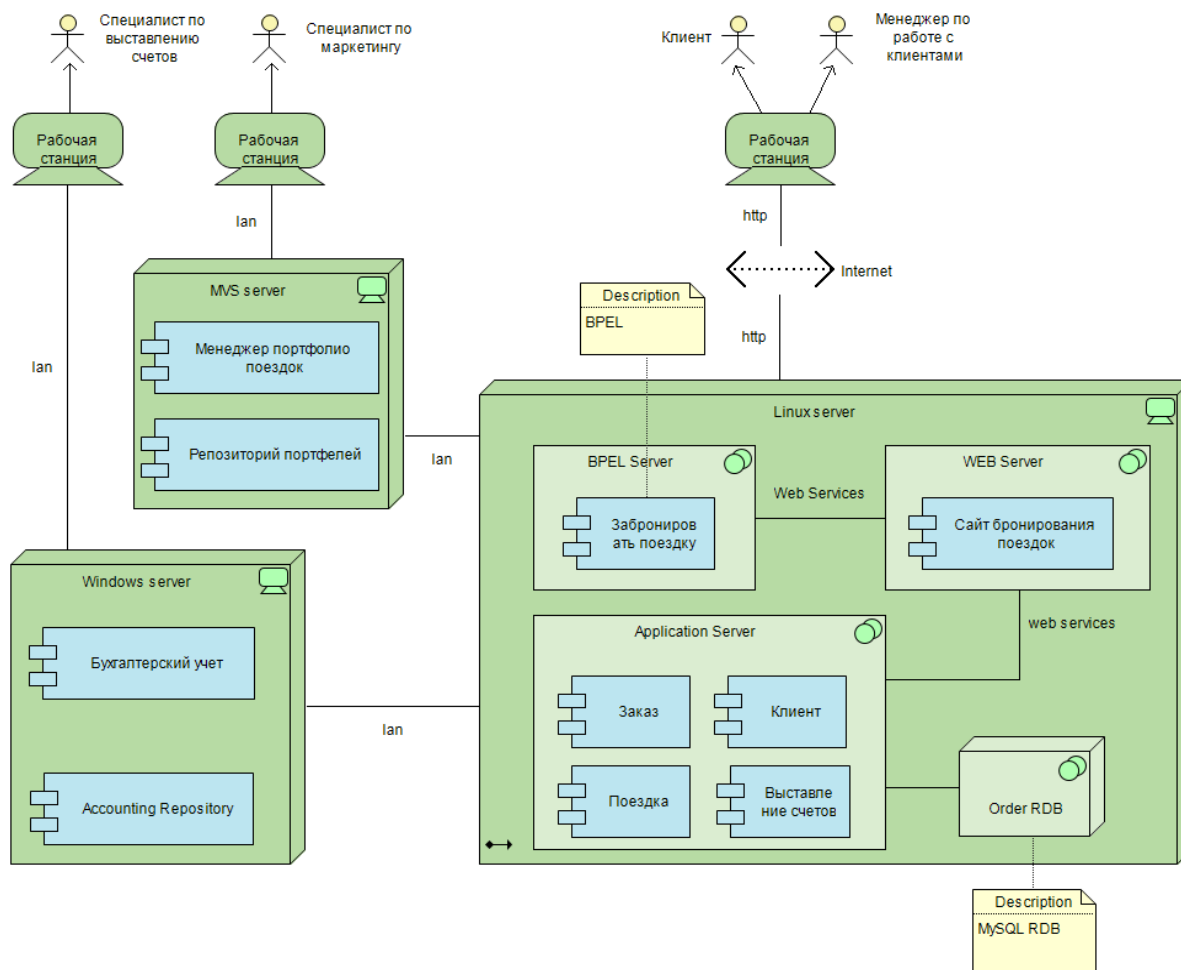 Специалист по
выставлению
счетов
Специалист по
маркетингу
Клиент
Менеджер по
работе с
клиентами
Рабочая
станция
Рабочая
станция
Рабочая
станция
lan
http
Internet
MVS server
Менеджер портфолио
поездок
Репозиторий портфелей
Description
BPEL
http
lan
lan
Linux server
BPEL Server
Заброниров
ать поездку
Web Services
WEB Server
Сайт бронирования
поездок
Windows server
Бухгалтерский учет
Accounting Repository
lan
web services
Application Server
Заказ
Клиент
Поездка
Выставле
ние счетов
Order RDB
Description
MySQL RDB